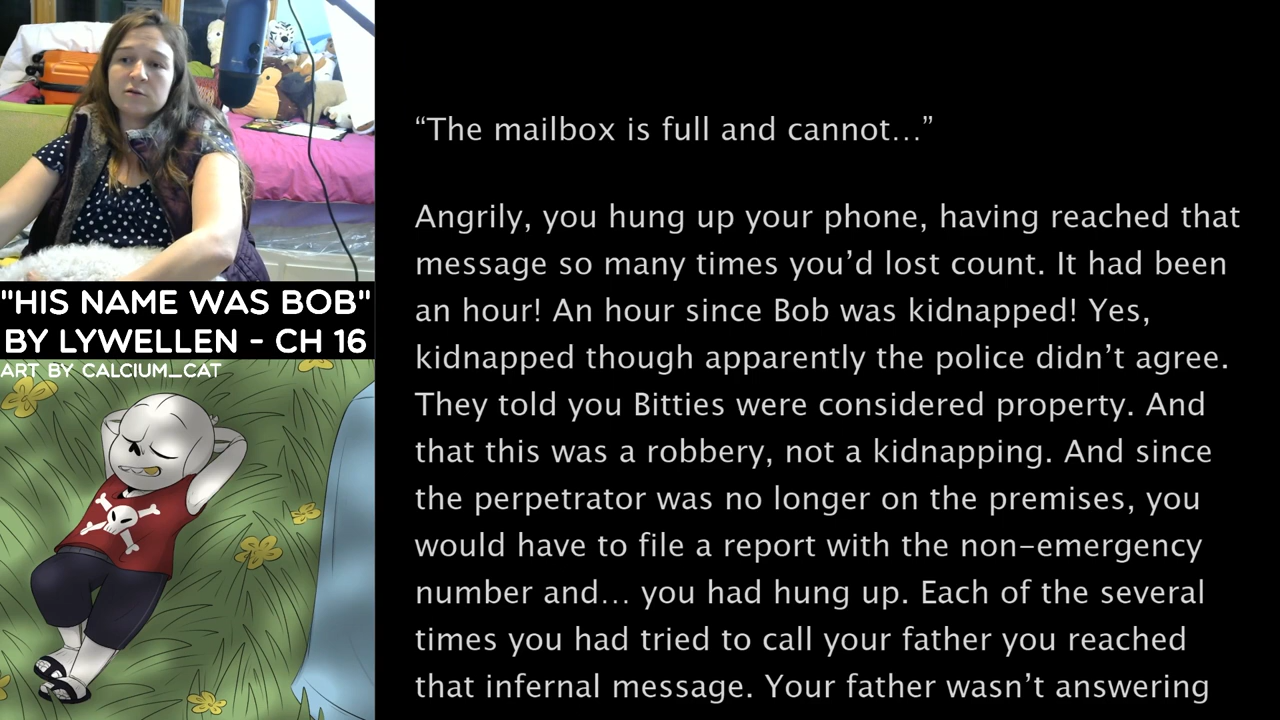 "HIS NAME WAS BOB"
BY LYWELLEN - CH 16
ART BY CALCIUM_CAT
“The mailbox is full and cannot…”
Angrily, you hung up your phone, having reached that
message so many times you’d lost count. It had been
an hour! An hour since Bob was kidnapped! Yes,
kidnapped though apparently the police didn’t agree.
They told you Bitties were considered property. And
that this was a robbery, not a kidnapping. And since
the perpetrator was no longer on the premises, you
would have to file a report with the non-emergency
number and… you had hung up. Each of the several
times you had tried to call your father you reached
that infernal message. Your father wasn’t answering